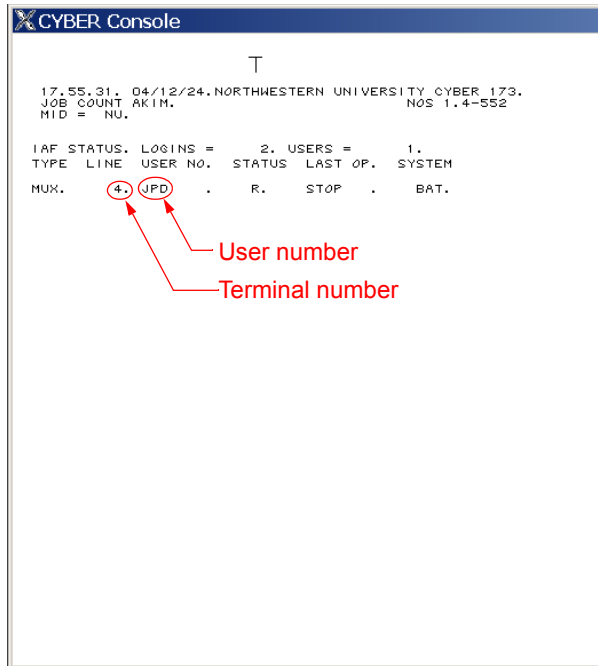 CYBER Console
T
17.55.31. 04/12/24.NORTHWESTERN UNIVERSITY CYBER 173.
JOB COUNT AKIM. NOS 1.4-552
MID = NU.
IAF STATUS. LOGINS = 2. USERS = 1.
TYPE LINE USER NO. STATUS LAST OP. SYSTEM
MUX. 4. JPD . R. STOP . BAT.
User number
Terminal number